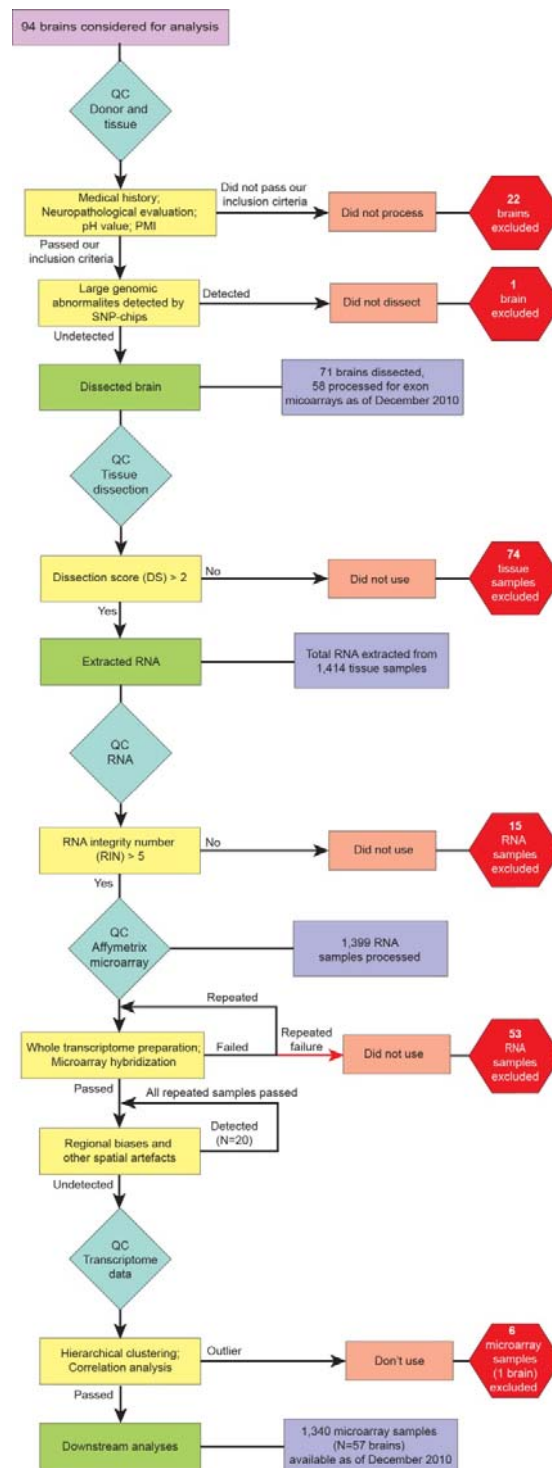 94 brains considered for analysis
QC
Donor and
tissue
Medical history;
Neuropathological evaluation;
pH value; PMI
Did not pass our
inclusion cirteria
Did not process
22
brains
excluded
Passed our
inclusion criteria
Large genomic
abnormalites detected by
SNP-chips
Detected
Did not dissect
1
brain
excluded
Undetected
Dissected brain
71 brains dissected,
58 processed for exon
micoarrays as of December 2010
QC
Tissue
dissection
Dissection score (DS) > 2
No
Did not use
74
tissue
samples
excluded
Yes
Extracted RNA
Total RNA extracted from
1,414 tissue samples
QC
RNA
RNA integrity number
(RIN) > 5
No
Did not use
15
RNA
samples
excluded
Yes
QC
Affymetrix
microarray
1,399 RNA
samples processed
Repeated
Whole transcriptome preparation;
Microarray hybridization
Failed
Repeated
failure
Did not use
53
RNA
samples
excluded
Passed
All repeated samples passed
Regional biases and
other spatial artefacts
Detected
(N=20)
Undetected
QC
Transcriptome
data
Hierarchical clustering;
Correlation analysis
Outlier
Don't use
6
microarray
samples
(1 brain)
excluded
Passed
Downstream analyses
1,340 microarray samples
(N=57 brains)
available as of December 2010